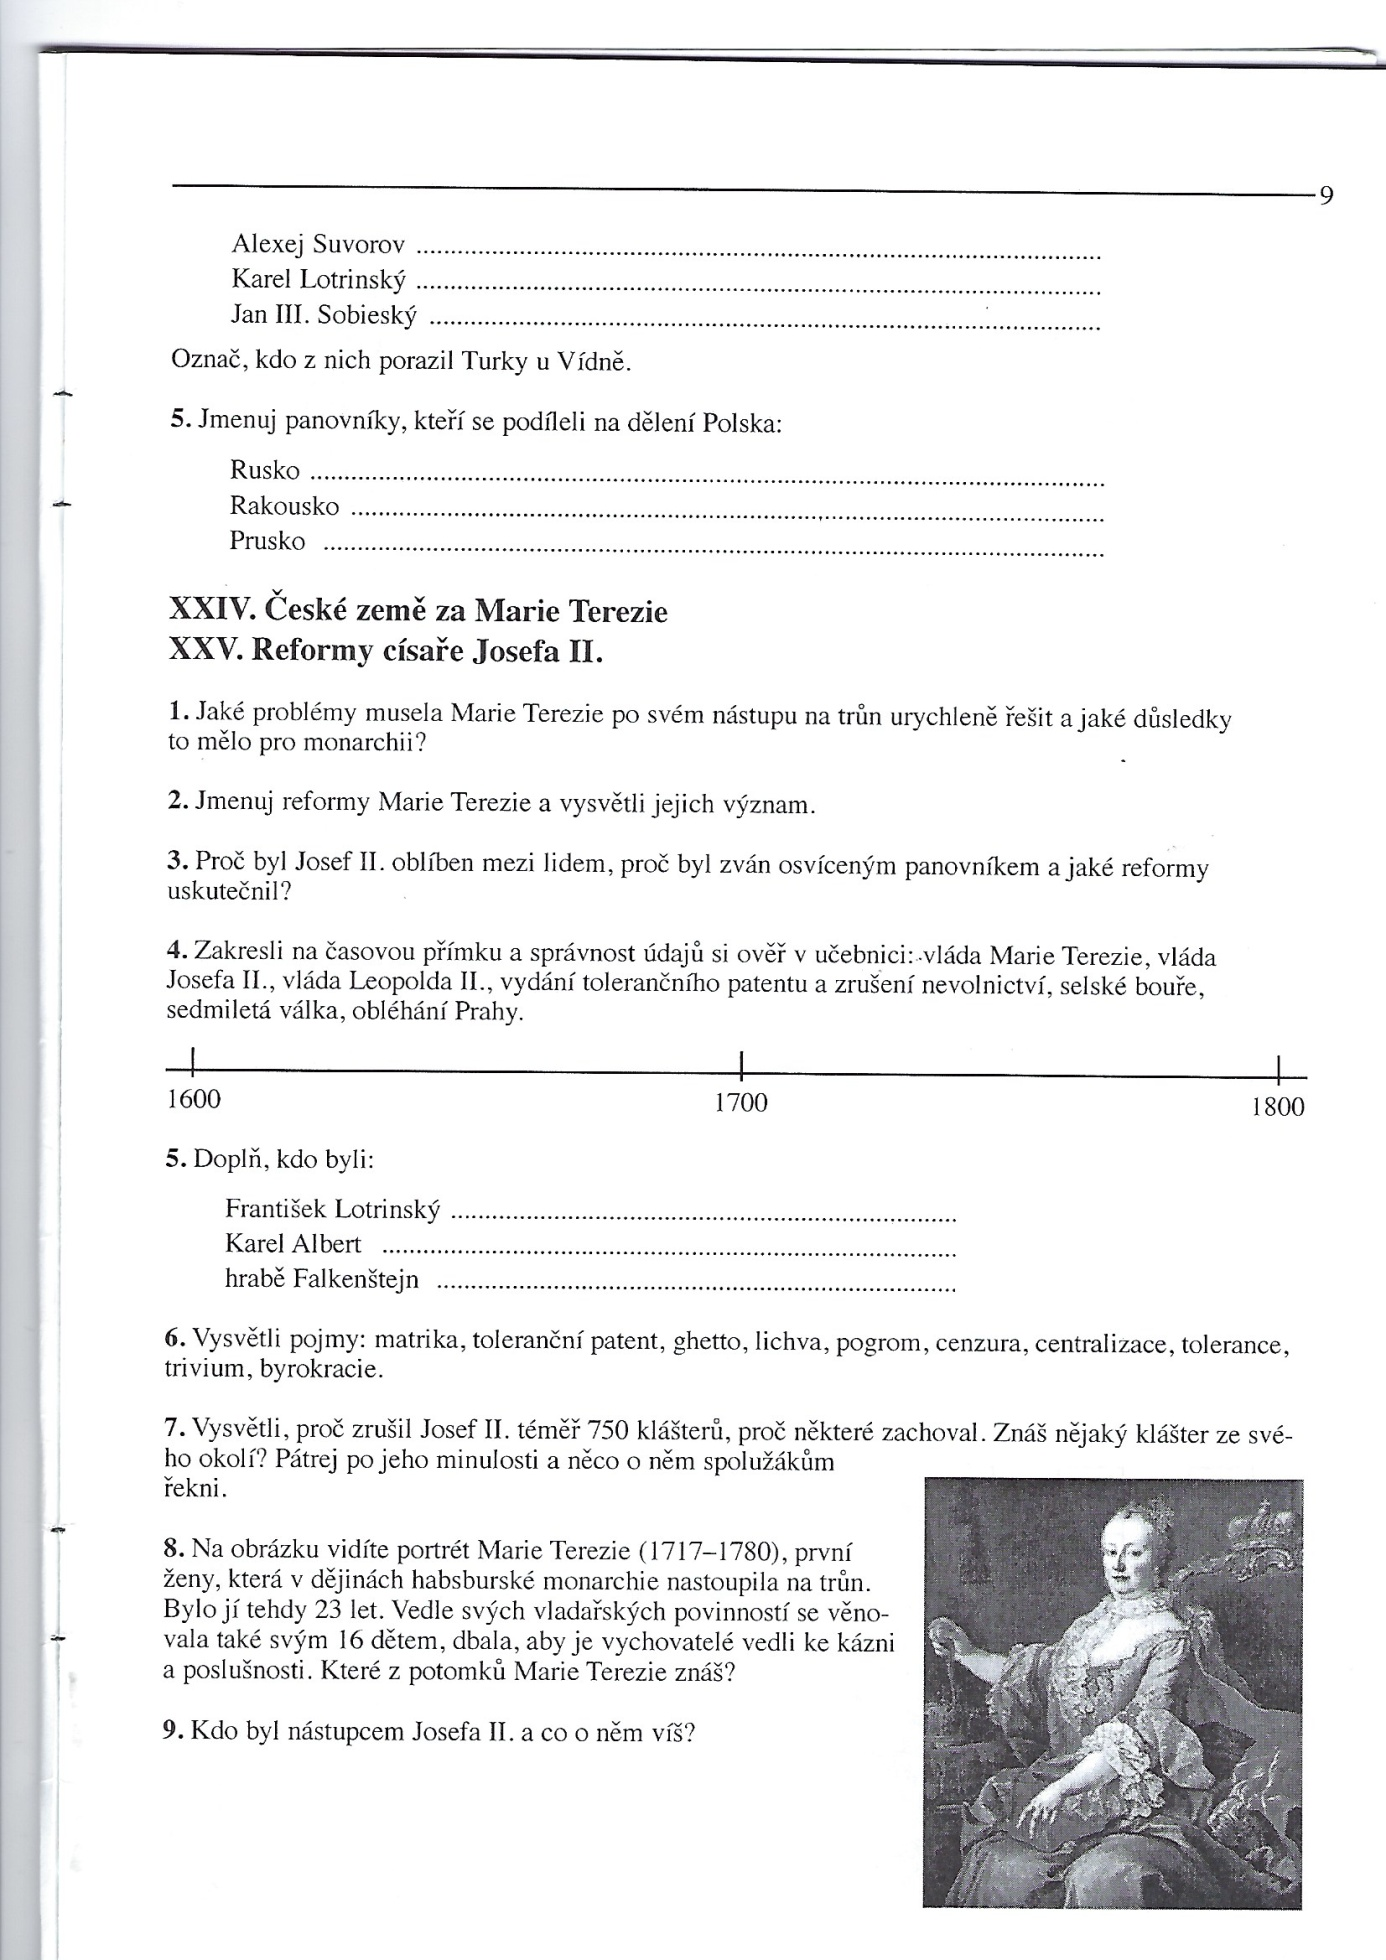 9
Alexej Suvorov ......................................................................................................
Karel Lotrinský ......................................................................................................
Jan III. Sobieský ....................................................................................................
Označ, kdo z nich porazil Turky u Vídně.
5. Jmenuj panovníky, kteří se podíleli na dělení Polska:
Rusko ......................................................................................................................
Rakousko ................................................................................................................
Prusko ....................................................................................................................
XXIV. České země za Marie Terezie
XXV. Reformy císaře Josefa II.
1. Jaké problémy musela Marie Terezie po svém nástupu na trůn urychleně řešit a jaké důsledky
to mělo pro monarchii?
2. Jmenuj reformy Marie Terezie a vysvětli jejich význam.
3. Proč byl Josef II. oblíben mezi lidem, proč byl zván osvíceným panovníkem a jaké reformy
uskutečnil?
4. Zakresli na časovou přímku a správnost údajů si ověř v učebnici: vláda Marie Terezie, vláda
Josefa II., vláda Leopolda II., vydání tolerančního patentu a zrušení nevolnictví, selské bouře,
sedmiletá válka, obléhání Prahy.
1600 1700 1800
5. Doplň, kdo byli:
František Lotrinský ............................................................................
Karel Albert ......................................................................................
hrabě Falkenštejn ..............................................................................
6. Vysvětli pojmy: matrika, toleranční patent, ghetto, lichva, pogrom, cenzura, centralizace, tolerance,
trivium, byrokracie.
7. Vysvětli, proč zrušil Josef II. téměř 750 klášterů, proč některé zachoval. Znáš nějaký klášter ze své-
ho okolí? Pátrej po jeho minulosti a něco o něm spolužákům
řekni.
8. Na obrázku vidíte portrét Marie Terezie (1717–1780), první
ženy, která v dějinách habsburské monarchie nastoupila na trůn.
Bylo jí tehdy 23 let. Vedle svých vladařských povinností se věno-
vala také svým 16 dětem, dbala, aby je vychovatelé vedli ke kázni
a poslušnosti. Které z potomků Marie Terezie znáš?
9. Kdo byl nástupcem Josefa II. a co o něm víš?